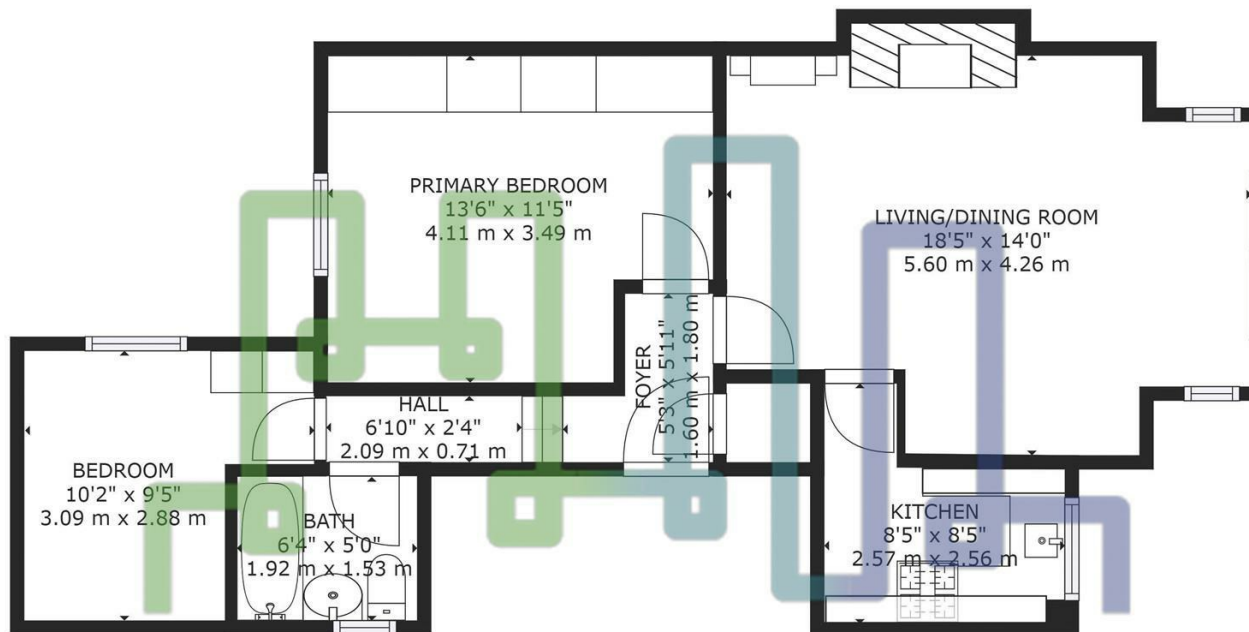 PRIMARY BEDROOM
13'6" x 11'5"
4.11 m x 3.49 m
LIVING/DINING ROOM
18'5" x 14'0"
5.60 m x 4.26 m
FOYER
5'3" x 5'11"
1.60 m x 1.80 m
HALL
6'10" x 2'4"
2.09 m x 0.71 m
BEDROOM
10'2" x 9'5"
3.09 m x 2.88 m
BATH
6'4" x 5'0"
1.92 m x 1.53 m
KITCHEN
8'5" x 8'5"
2.57 m x 2.56 m